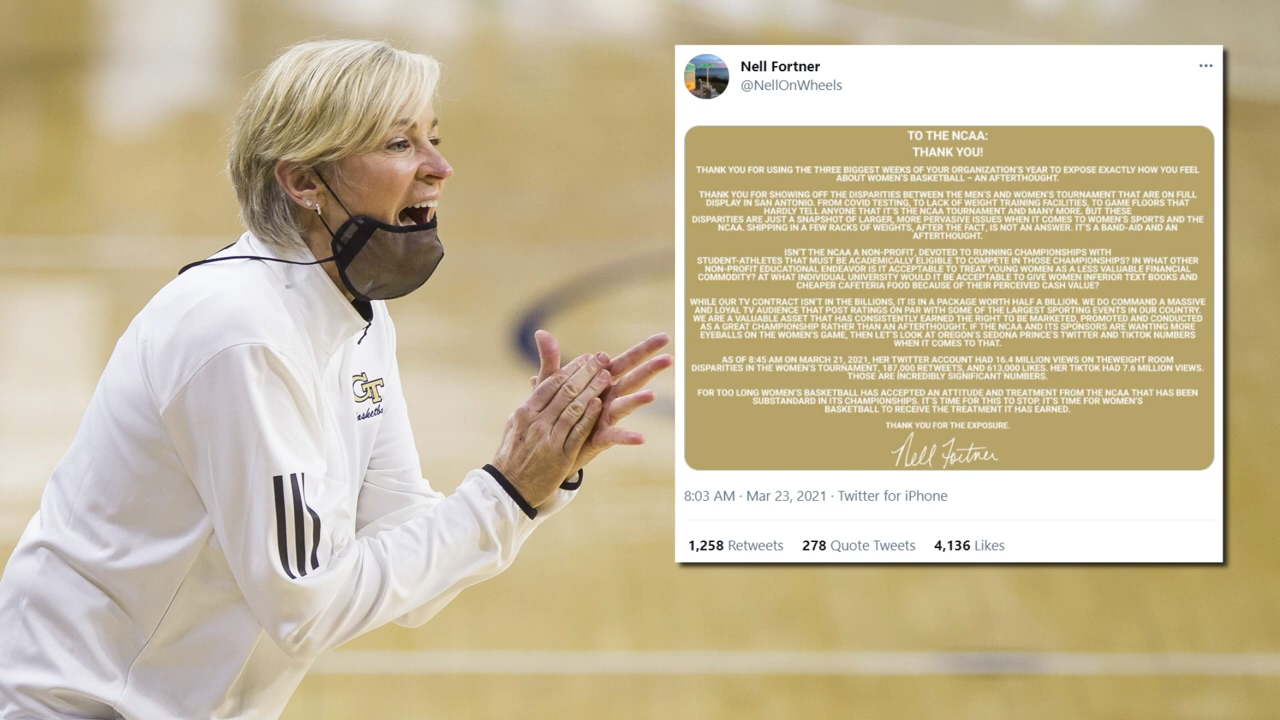 Nell Fortner
@NellOnWheels
TO THE NCAA:
THANK YOU!
THANK YOU FOR USING THE THREE BIGGEST WEEKS OF YOUR ORGANIZATION'S YEAR TO EXPOSE EXACTLY HOW YOU FEEL
ABOUT WOMEN'S BASKETBALL – AN AFTERTHOUGHT.
THANK YOU FOR SHOWING OFF THE DISPARITIES BETWEEN THE MEN'S AND WOMEN'S TOURNAMENT THAT ARE ON FULL
DISPLAY IN SAN ANTONIO. FROM COVID TESTING, TO LACK OF WEIGHT TRAINING FACILITIES, TO GAME FLOORS THAT
HARDLY TELL ANYONE THAT IT'S THE NCAA TOURNAMENT AND MANY MORE. BUT THESE
DISPARITIES ARE JUST A SNAPSHOT OF LARGER, MORE PERVASIVE ISSUES WHEN IT COMES TO WOMEN'S SPORTS AND THE
NCAA. SHIPPING IN A FEW RACKS OF WEIGHTS, AFTER THE FACT, IS NOT AN ANSWER. IT'S A BAND-AID AND AN
AFTERTHOUGHT.
ISN'T THE NCAA A NON-PROFIT, DEVOTED TO RUNNING CHAMPIONSHIPS WITH
STUDENT-ATHLETES THAT MUST BE ACADEMICALLY ELIGIBLE TO COMPETE IN THOSE CHAMPIONSHIPS? IN WHAT OTHER
NON-PROFIT EDUCATIONAL ENDEAVOR IS IT ACCEPTABLE TO TREAT YOUNG WOMEN AS A LESS VALUABLE FINANCIAL
COMMODITY? AT WHAT INDIVIDUAL UNIVERSITY WOULD IT BE ACCEPTABLE TO GIVE WOMEN INFERIOR TEXT BOOKS AND
CHEAPER CAFETERIA FOOD BECAUSE OF THEIR PERCEIVED CASH VALUE?
WHILE OUR TV CONTRACT ISN'T IN THE BILLIONS, IT IS IN A PACKAGE WORTH HALF A BILLION. WE DO COMMAND A MASSIVE
AND LOYAL TV AUDIENCE THAT POST RATINGS ON PAR WITH SOME OF THE LARGEST SPORTING EVENTS IN OUR COUNTRY.
WE ARE A VALUABLE ASSET THAT HAS CONSISTENTLY EARNED THE RIGHT TO BE MARKETED, PROMOTED AND CONDUCTED
AS A GREAT CHAMPIONSHIP RATHER THAN AN AFTERTHOUGHT. IF THE NCAA AND ITS SPONSORS ARE WANTING MORE
EYEBALLS ON THE WOMEN'S GAME, THEN LET'S LOOK AT OREGON'S SEDONA PRINCE'S TWITTER AND TIKTOK NUMBERS
WHEN IT COMES TO THAT.
AS OF 8:45 AM ON MARCH 21, 2021, HER TWITTER ACCOUNT HAD 16.4 MILLION VIEWS ON THEWEIGHT ROOM
DISPARITIES IN THE WOMEN'S TOURNAMENT, 187,000 RETWEETS, AND 613,000 LIKES. HER TIKTOK HAD 7.6 MILLION VIEWS.
THOSE ARE INCREDIBLY SIGNIFICANT NUMBERS.
FOR TOO LONG WOMEN'S BASKETBALL HAS ACCEPTED AN ATTITUDE AND TREATMENT FROM THE NCAA THAT HAS BEEN
SUBSTANDARD IN ITS CHAMPIONSHIPS. IT'S TIME FOR THIS TO STOP. IT'S TIME FOR WOMEN'S
BASKETBALL TO RECEIVE THE TREATMENT IT HAS EARNED.
THANK YOU FOR THE EXPOSURE.
Nell Fortner
8:03 AM · Mar 23, 2021 · Twitter for iPhone
1,258 Retweets 278 Quote Tweets 4,136 Likes
GT